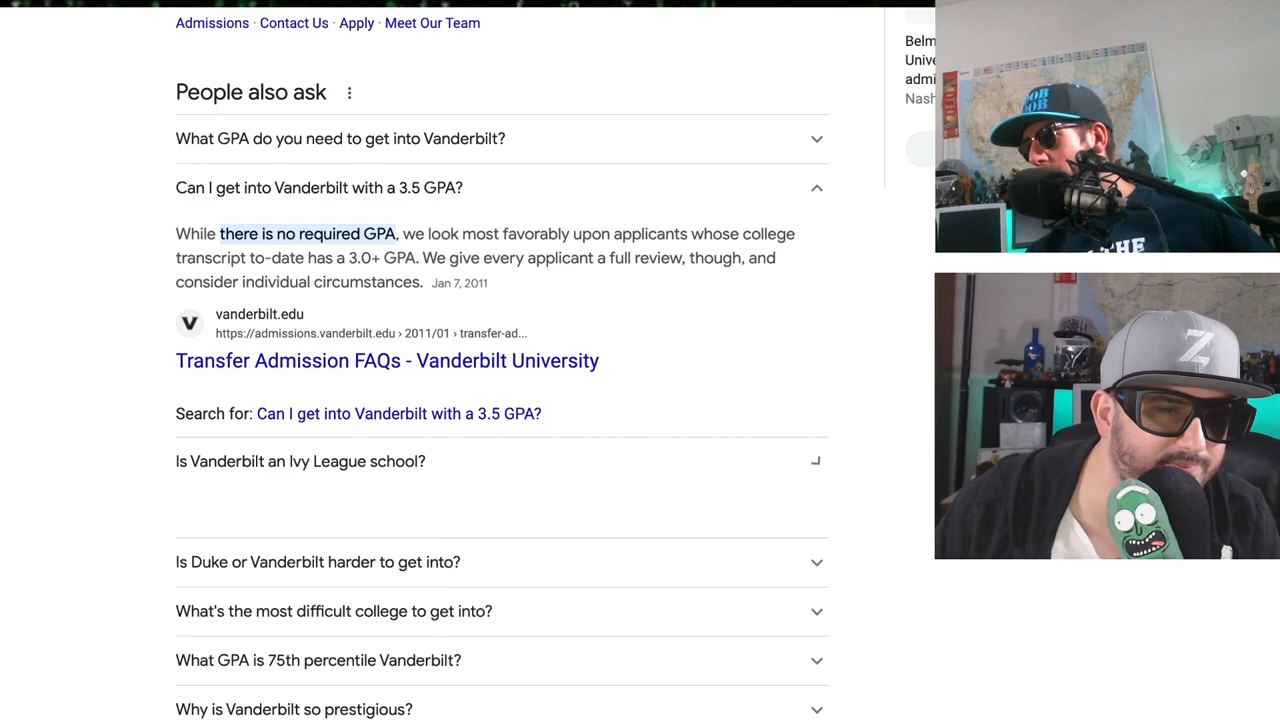 Admissions · Contact Us · Apply · Meet Our Team
People also ask
What GPA do you need to get into Vanderbilt?
Can I get into Vanderbilt with a 3.5 GPA?
While there is no required GPA, we look most favorably upon applicants whose college
transcript to-date has a 3.0+ GPA. We give every applicant a full review, though, and
consider individual circumstances. Jan 7, 2011
V
vanderbilt.edu
https://admissions.vanderbilt.edu › 2011/01 › transfer-ad...
Transfer Admission FAQs - Vanderbilt University
Search for: Can I get into Vanderbilt with a 3.5 GPA?
Is Vanderbilt an Ivy League school?
Is Duke or Vanderbilt harder to get into?
What's the most difficult college to get into?
What GPA is 75th percentile Vanderbilt?
Why is Vanderbilt so prestigious?
Belm
Unive
admi
Nash
THE
Z